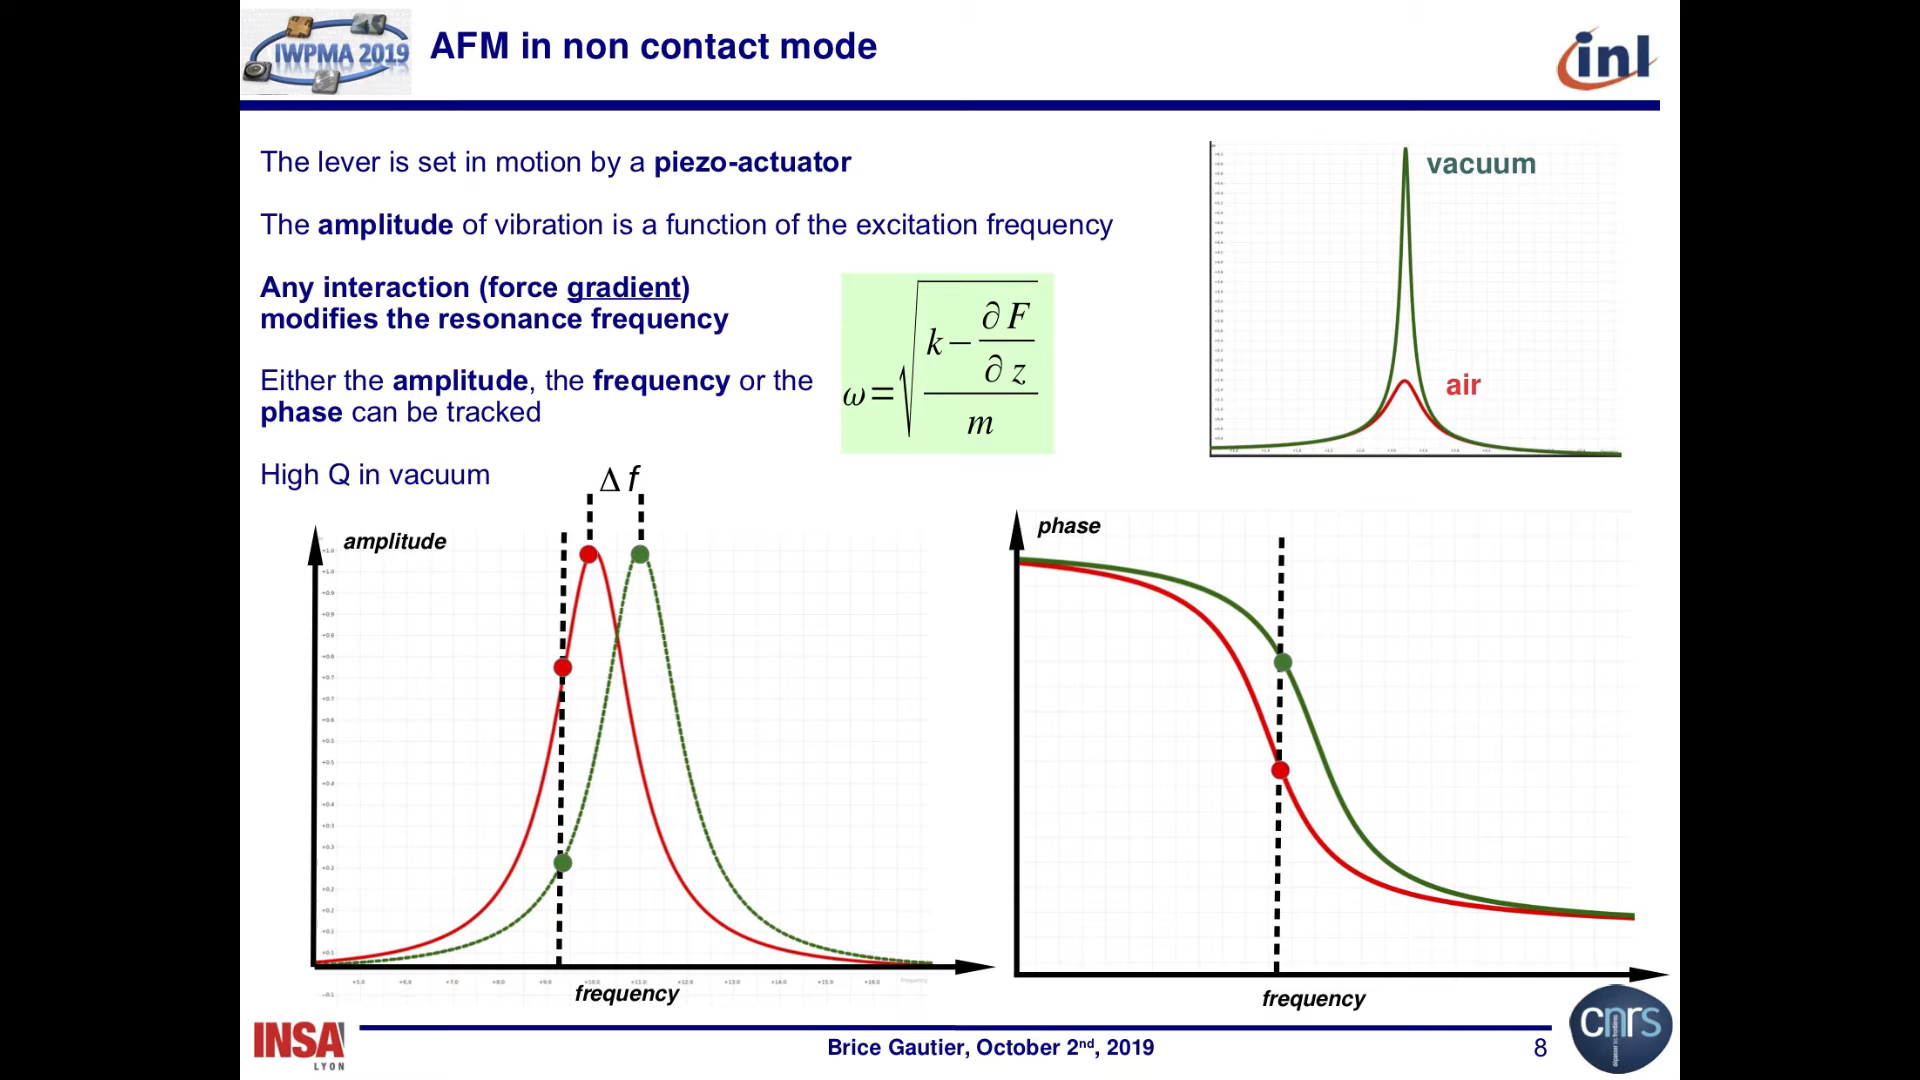 IWPMA 2019
AFM in non contact mode
inl
The lever is set in motion by a piezo-actuator
The amplitude of vibration is a function of the excitation frequency
Any interaction (force gradient)
modifies the resonance frequency
Either the amplitude, the frequency or the
phase can be tracked
High Q in vacuum
ω = √((k − ∂F/∂z)/m)
vacuum
air
Δ f
amplitude
frequency
phase
frequency
INSA
LYON
Brice Gautier, October 2nd, 2019
8
cnrs